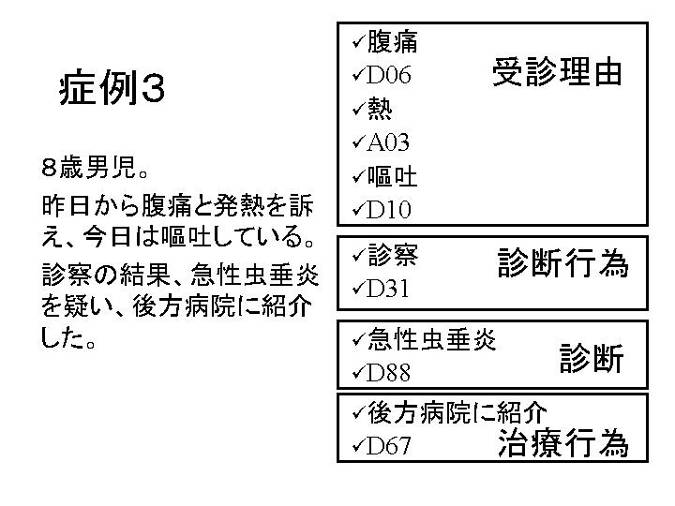 症例3
8歳男児。
昨日から腹痛と発熱を訴
え、今日は嘔吐している。
診察の結果、急性虫垂炎
を疑い、後方病院に紹介
した。
✓腹痛
✓D06
受診理由
✓熱
✓A03
✓嘔吐
✓D10
✓診察
診断行為
✓D31
✓急性虫垂炎
診断
✓D88
✓後方病院に紹介
✓D67
治療行為